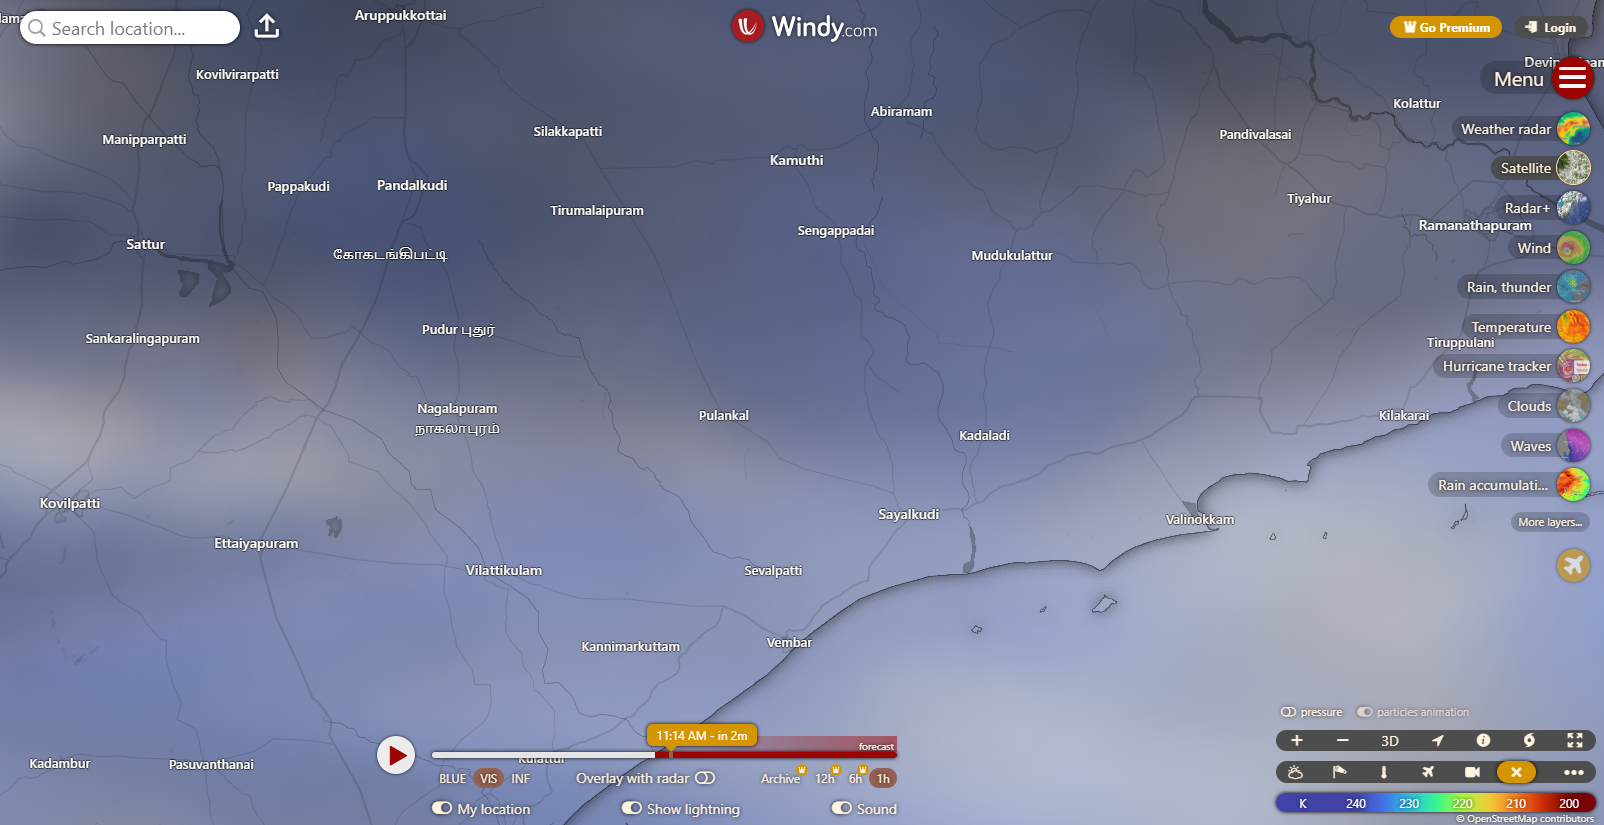 Search location...
Windy.com
Go Premium
Login
Menu
Weather radar
Satellite
Radar+
Wind
Rain, thunder
Temperature
Hurricane tracker
Clouds
Waves
Rain accumulati...
More layers...
Aruppukkottai
Kovilvirarpatti
Kolattur
Abiramam
Silakkapatti
Pandivalasai
Manipparpatti
Kamuthi
Pappakudi
Pandalkudi
Tiyahur
Tirumalaipuram
Ramanathapuram
Sengappadai
Sattur
கோகடங்கிபட்டி
Mudukulattur
Pudur புதுர்
Sankaralingapuram
Tiruppulani
Nagalapuram
நாகலாபுரம்
Pulankal
Kilakarai
Kadaladi
Kovilpatti
Sayalkudi
Valinokkam
Ettaiyapuram
Vilattikulam
Sevalpatti
Kannimarkuttam
Vembar
Kadambur
Pasuvanthanai
11:14 AM - in 2m
forecast
BLUE VIS INF
Overlay with radar
Archive 12h 6h 1h
My location
Show lightning
Sound
pressure
particles animation
3D
K 240 230 220 210 200
© OpenStreetMap contributors